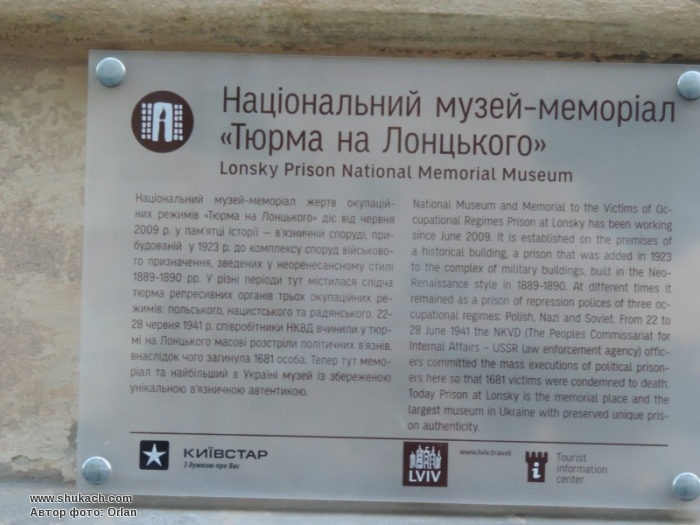 Національний музей-меморіал
«Тюрма на Лонцького»
Lonsky Prison National Memorial Museum
Національний музей-меморіал жертв окупацій-
них режимів «Тюрма на Лонцького» діє від червня
2009 р. у пам'ятці історії – в'язничній споруді, при-
будованій у 1923 р. до комплексу споруд військово-
го призначення, зведених у неоренесансному стилі
1889-1890 рр. У різні періоди тут містилася слідча
тюрма репресивних органів трьох окупаційних ре-
жимів: польського, нацистського та радянського. 22-
28 червня 1941 р. співробітники НКВД вчинили у тюр-
мі на Лонцького масові розстріли політичних в'язнів,
внаслідок чого загинула 1681 особа. Тепер тут мемо-
ріал та найбільший в Україні музей із збереженою
унікальною в'язничною автентикою.
National Museum and Memorial to the Victims of Oc-
cupational Regimes Prison at Lonsky has been working
since June 2009. It is established on the premises of
a historical building, a prison that was added in 1923
to the complex of military buildings, built in the Neo-
Renaissance style in 1889-1890. At different times it
remained as a prison of repression polices of three oc-
cupational regimes: Polish, Nazi and Soviet. From 22 to
28 June 1941 the NKVD (The Peoples Commissariat for
Internal Affairs – USSR law enforcement agency) offic-
ers committed the mass executions of political prison-
ers here so that 1681 victims were condemned to death.
Today Prison at Lonsky is the memorial place and the
largest museum in Ukraine with preserved unique pris-
on authenticity.
КИЇВСТАР
З думкою про Вас
LVIV
www.lviv.travel
Tourist
information
center
www.shukach.com
Автор фото: Orlan